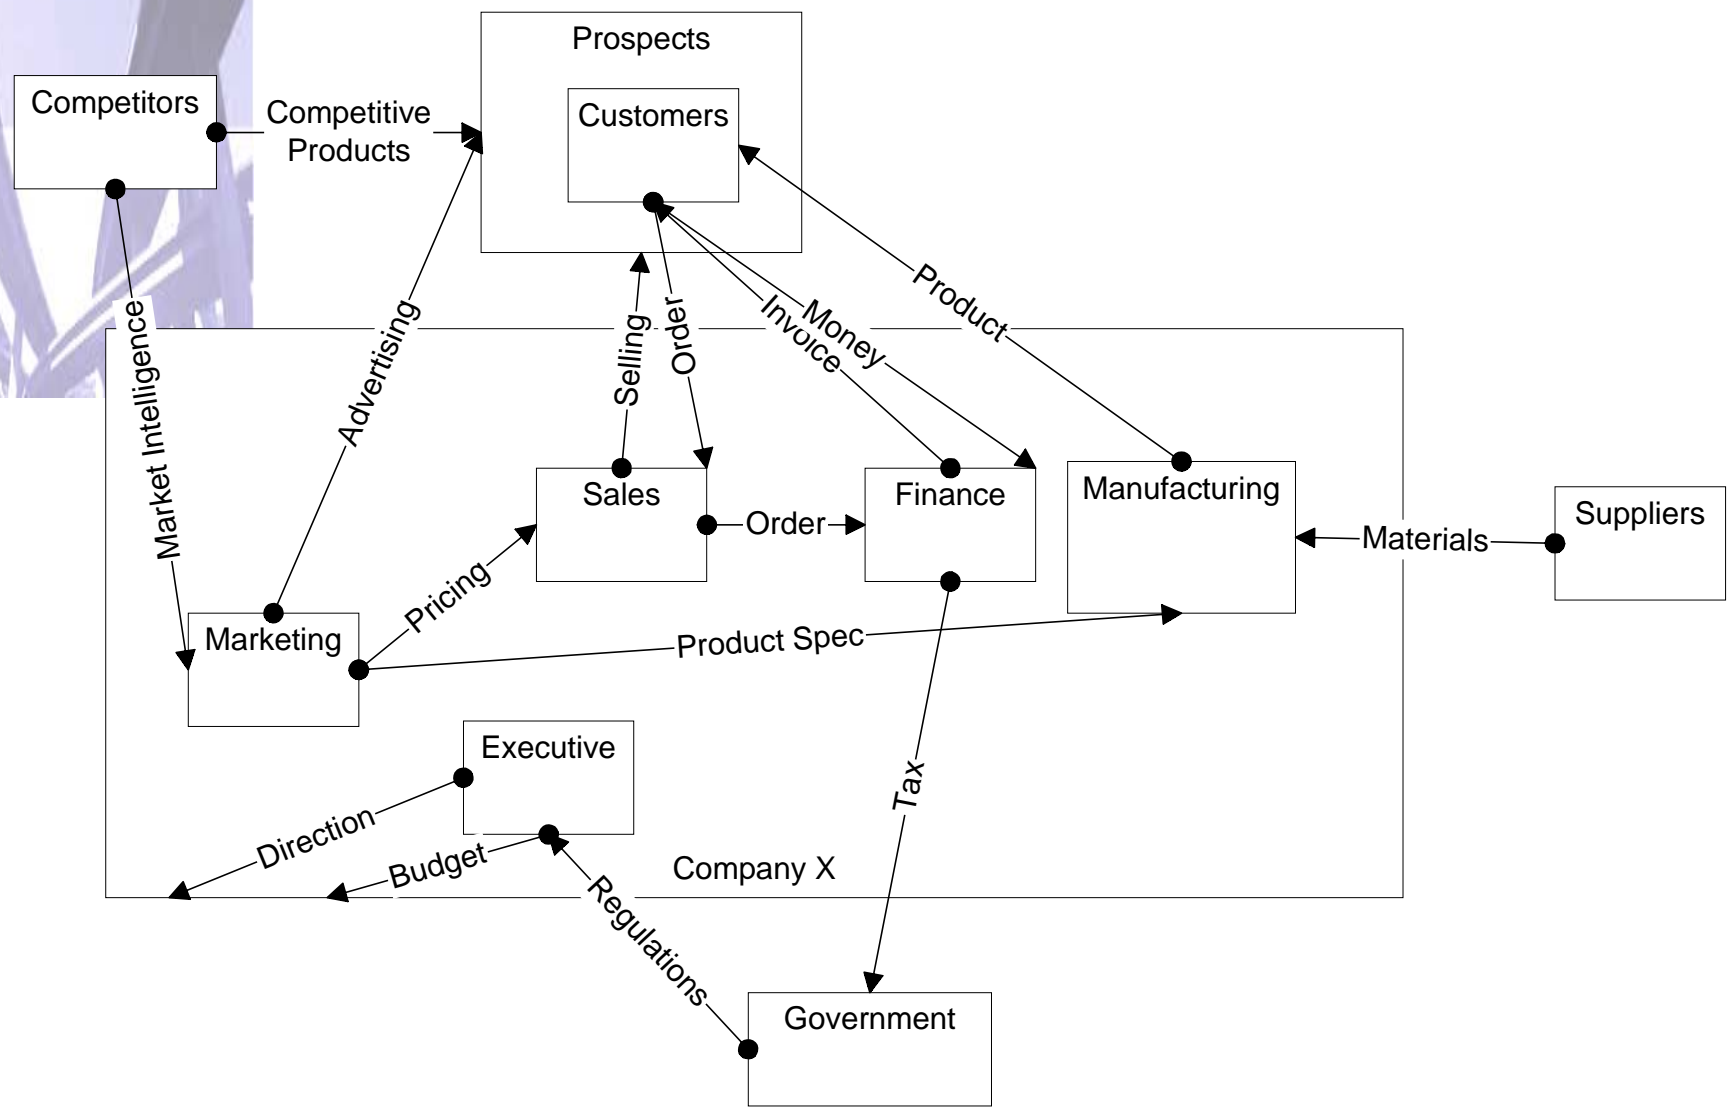 Prospects
Competitors
Customers
Competitive
Products
Product
Money
Invoice
Order
Selling
Advertising
Market Intelligence
Sales
Finance
Manufacturing
Suppliers
Order
Materials
Pricing
Marketing
Product Spec
Executive
Tax
Direction
Budget
Company X
Regulations
Government